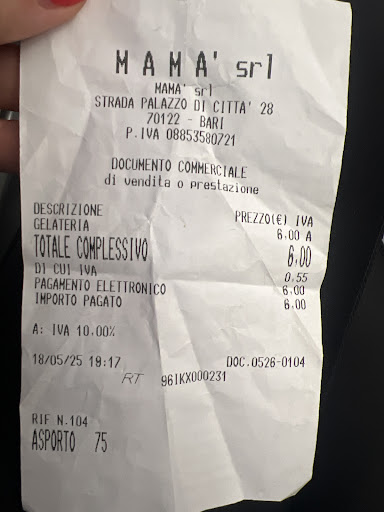 MAMA' srl
MAMA' srl
STRADA PALAZZO DI CITTA' 28
70122 - BARI
P.IVA 08853580721
DOCUMENTO COMMERCIALE
di vendita o prestazione
DESCRIZIONE PREZZO(€) IVA
GELATERIA 6,00 A
TOTALE COMPLESSIVO 6,00
DI CUI IVA 0,55
PAGAMENTO ELETTRONICO 6,00
IMPORTO PAGATO 6,00
A: IVA 10,00%
18/05/25 19:17 DOC.0526-0104
RT 96IKX000231
RIF N.104
ASPORTO 75